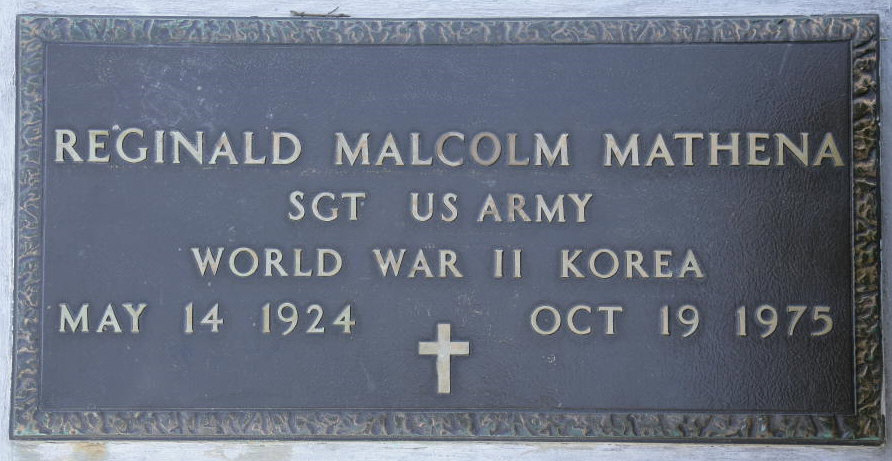 REGINALD MALCOLM MATHENA
SGT US ARMY
WORLD WAR II KOREA
MAY 14 1924 OCT 19 1975